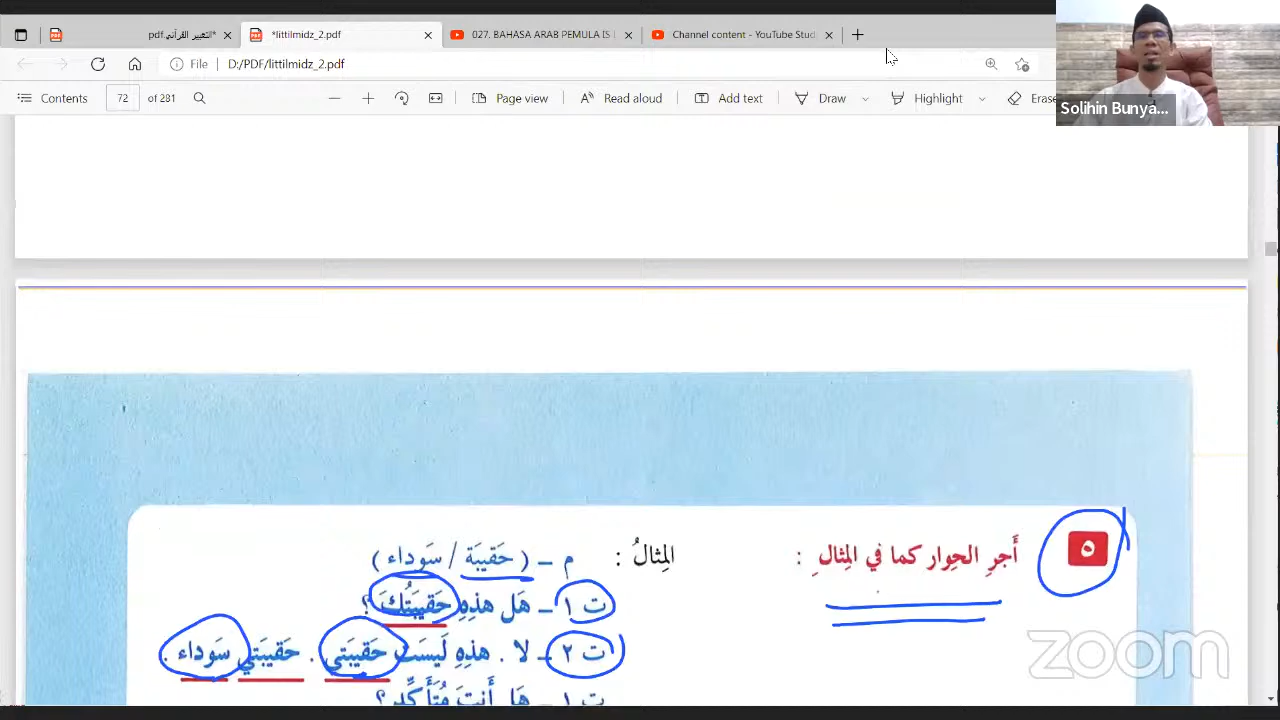 التعبير القرآني.pdf
*littilmidz_2.pdf
027. BAHASA ARAB PEMULA IS
Channel content - YouTube Stud
File
D:/PDF/littilmidz_2.pdf
Contents
72
of 281
Page view
Read aloud
Add text
Draw
Highlight
Erase
Solihin Bunya...
٥
أَجرِ الحِوار كما في المِثالِ :
المِثالُ :
م – ( حَقيبَة / سَوداء )
ت ١ – هَل هذِهِ حَقيبَتُكَ ؟
ت ٢ – لا . هذِهِ لَيسَت حَقيبَتي . حَقيبَتي سَوداء .
ت ١ – هَل أَنتَ مُتَأَكِّد ؟
zoom